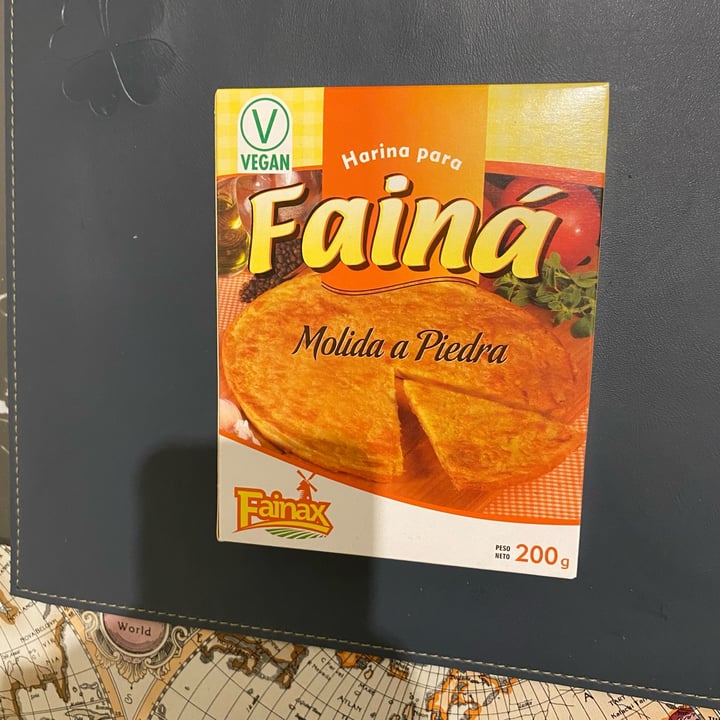 V
VEGAN
Harina para
Fainá
Molida a Piedra
Fainax
PESO
NETO 200g
World